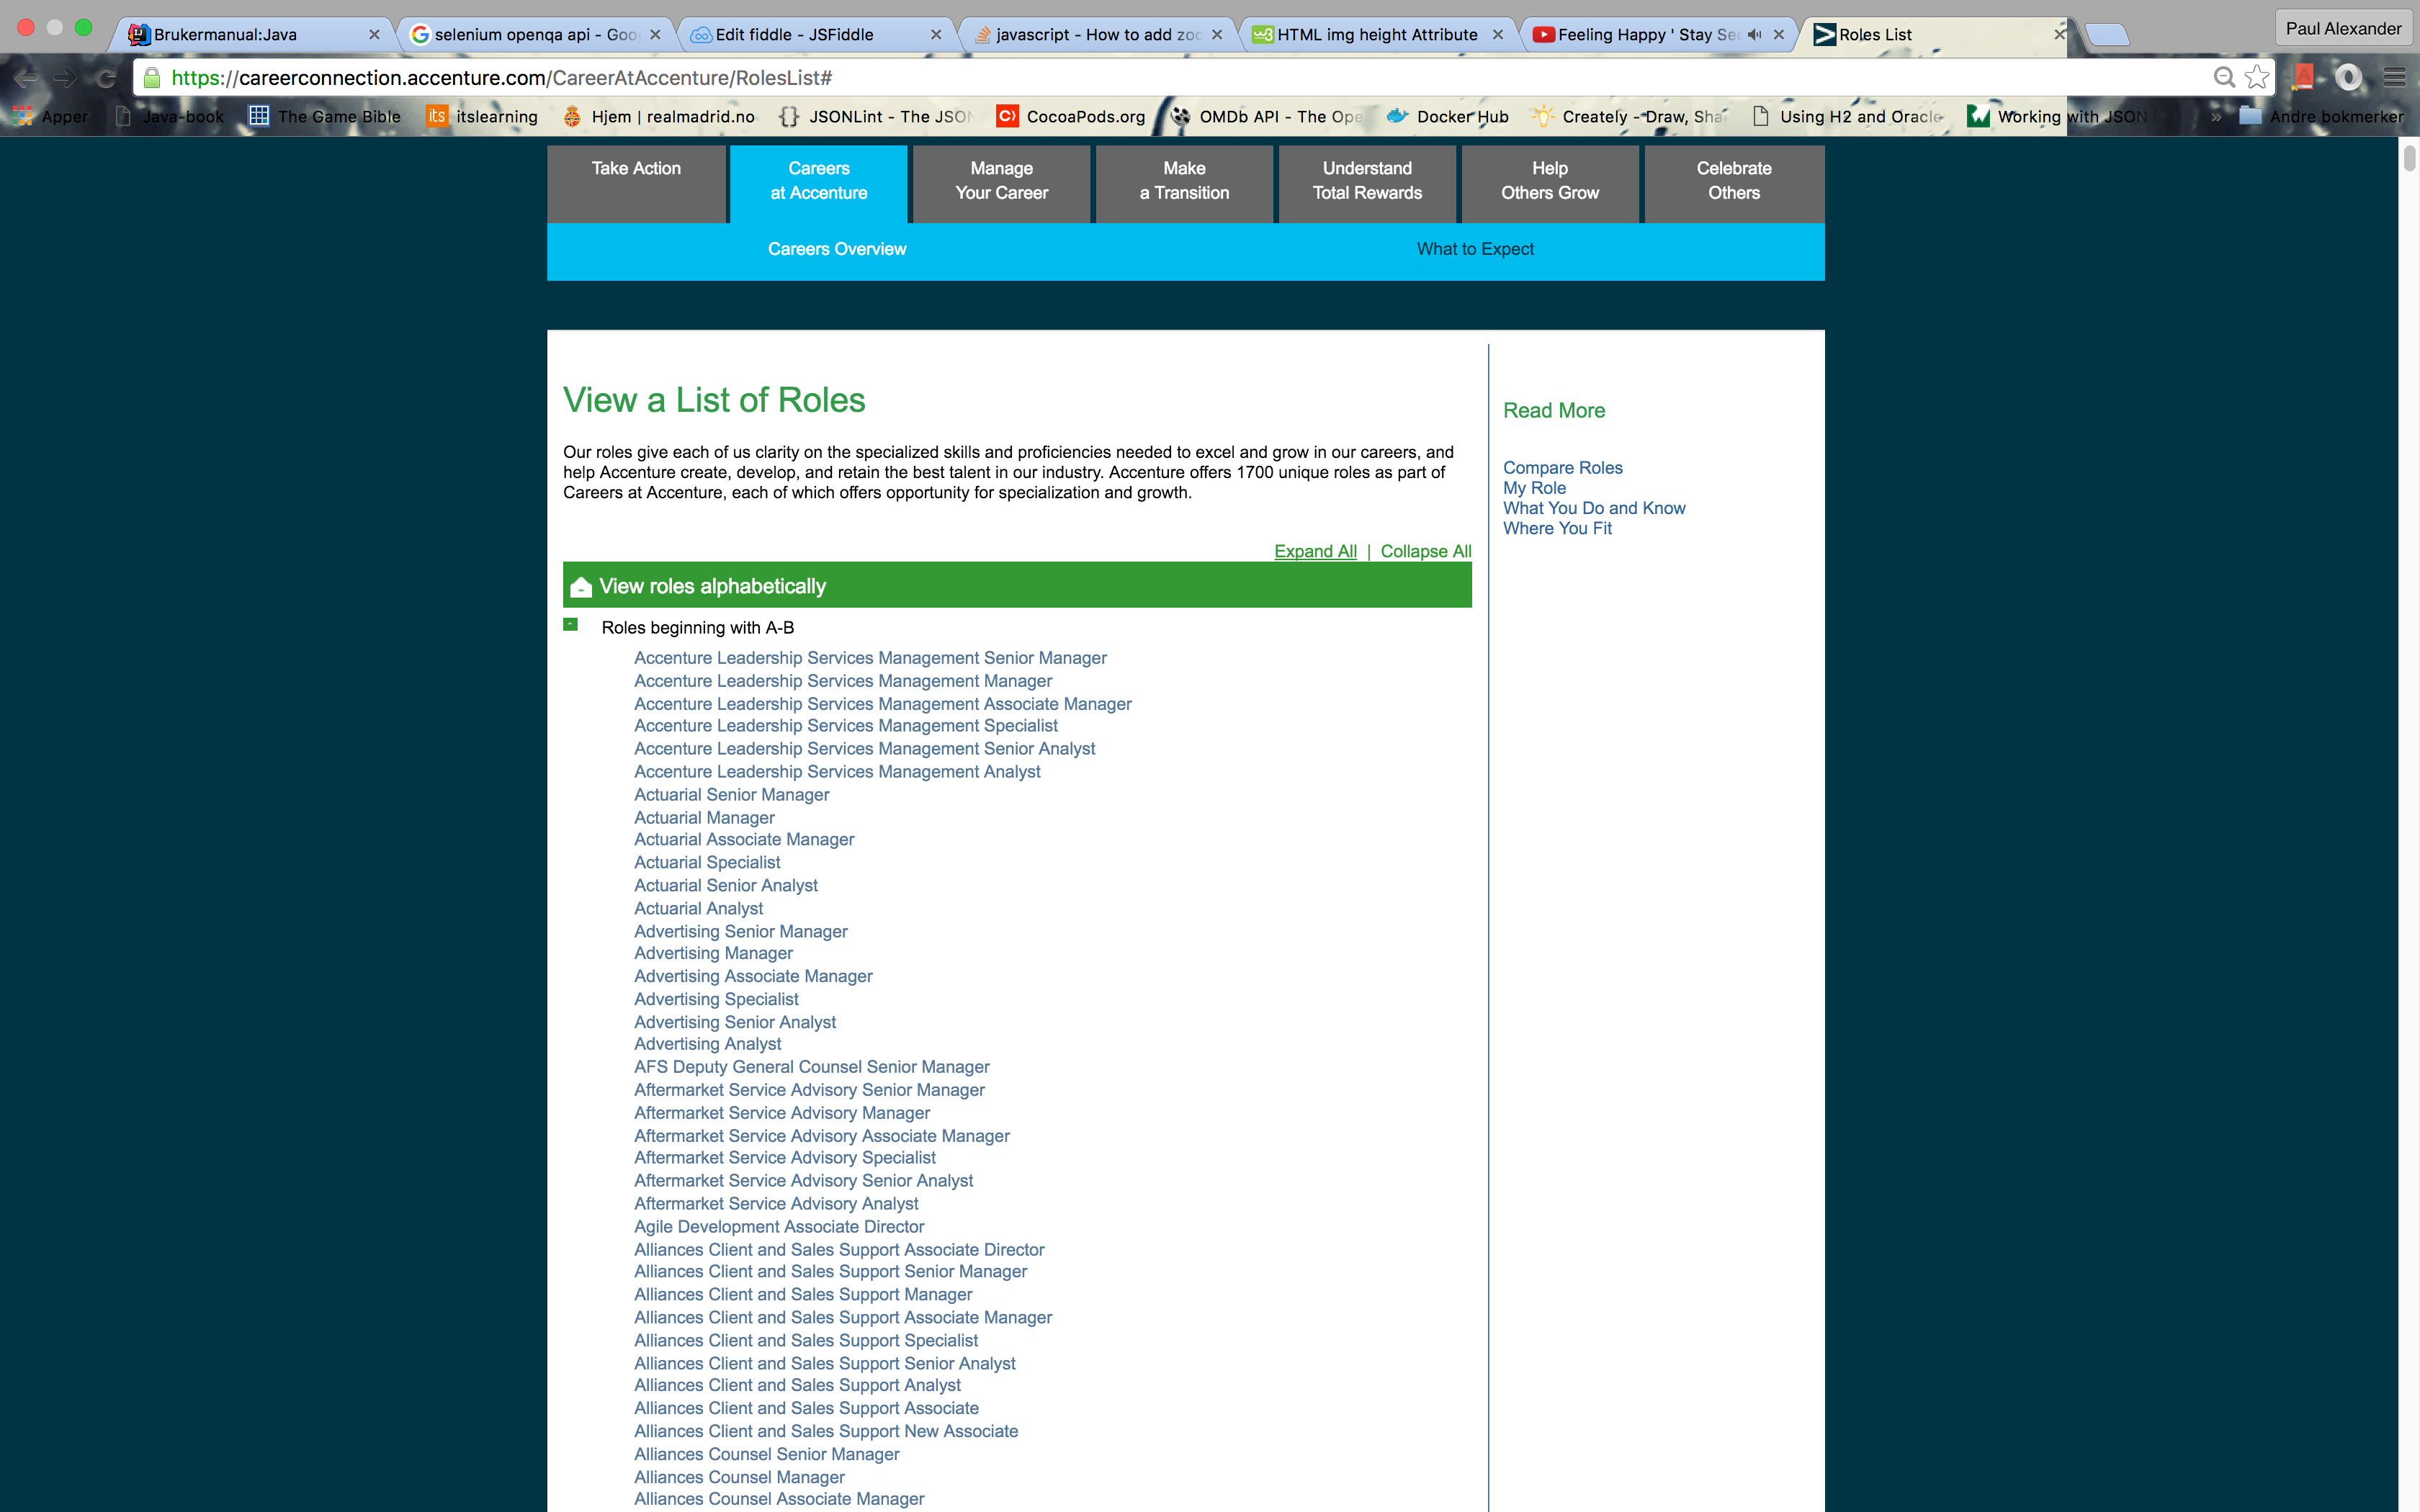 Brukermanual:Java
selenium openqa api - Goo
Edit fiddle - JSFiddle
javascript - How to add zoo
HTML img height Attribute
Feeling Happy ' Stay See
Roles List
Paul Alexander
https://careerconnection.accenture.com/CareerAtAccenture/RolesList#
Apper
Java-book
The Game Bible
its
itslearning
Hjem | realmadrid.no
JSONLint - The JSON
CocoaPods.org
OMDb API - The Ope
Docker Hub
Creately - Draw, Shar
Using H2 and Oracle
Working with JSON
»
Andre bokmerker
Take Action
Careers
at Accenture
Manage
Your Career
Make
a Transition
Understand
Total Rewards
Help
Others Grow
Celebrate
Others
Careers Overview
What to Expect
View a List of Roles
Our roles give each of us clarity on the specialized skills and proficiencies needed to excel and grow in our careers, and
help Accenture create, develop, and retain the best talent in our industry. Accenture offers 1700 unique roles as part of
Careers at Accenture, each of which offers opportunity for specialization and growth.
Expand All | Collapse All
View roles alphabetically
Roles beginning with A-B
Accenture Leadership Services Management Senior Manager
Accenture Leadership Services Management Manager
Accenture Leadership Services Management Associate Manager
Accenture Leadership Services Management Specialist
Accenture Leadership Services Management Senior Analyst
Accenture Leadership Services Management Analyst
Actuarial Senior Manager
Actuarial Manager
Actuarial Associate Manager
Actuarial Specialist
Actuarial Senior Analyst
Actuarial Analyst
Advertising Senior Manager
Advertising Manager
Advertising Associate Manager
Advertising Specialist
Advertising Senior Analyst
Advertising Analyst
AFS Deputy General Counsel Senior Manager
Aftermarket Service Advisory Senior Manager
Aftermarket Service Advisory Manager
Aftermarket Service Advisory Associate Manager
Aftermarket Service Advisory Specialist
Aftermarket Service Advisory Senior Analyst
Aftermarket Service Advisory Analyst
Agile Development Associate Director
Alliances Client and Sales Support Associate Director
Alliances Client and Sales Support Senior Manager
Alliances Client and Sales Support Manager
Alliances Client and Sales Support Associate Manager
Alliances Client and Sales Support Specialist
Alliances Client and Sales Support Senior Analyst
Alliances Client and Sales Support Analyst
Alliances Client and Sales Support Associate
Alliances Client and Sales Support New Associate
Alliances Counsel Senior Manager
Alliances Counsel Manager
Alliances Counsel Associate Manager
Read More
Compare Roles
My Role
What You Do and Know
Where You Fit